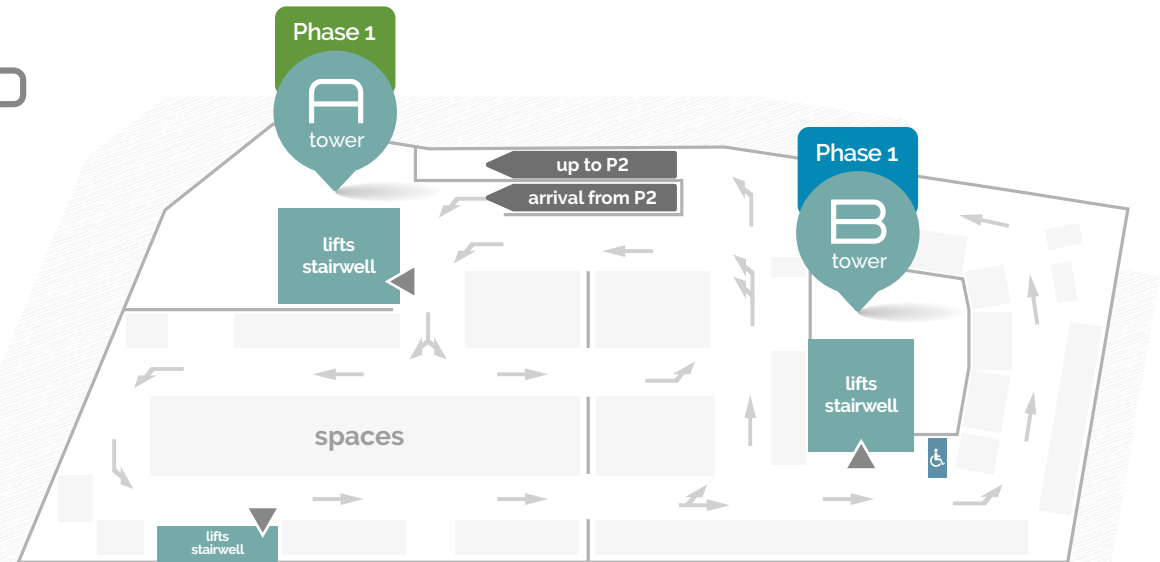 Phase 1
A
tower
up to P2
arrival from P2
Phase 1
B
tower
lifts
stairwell
lifts
stairwell
spaces
lifts
stairwell